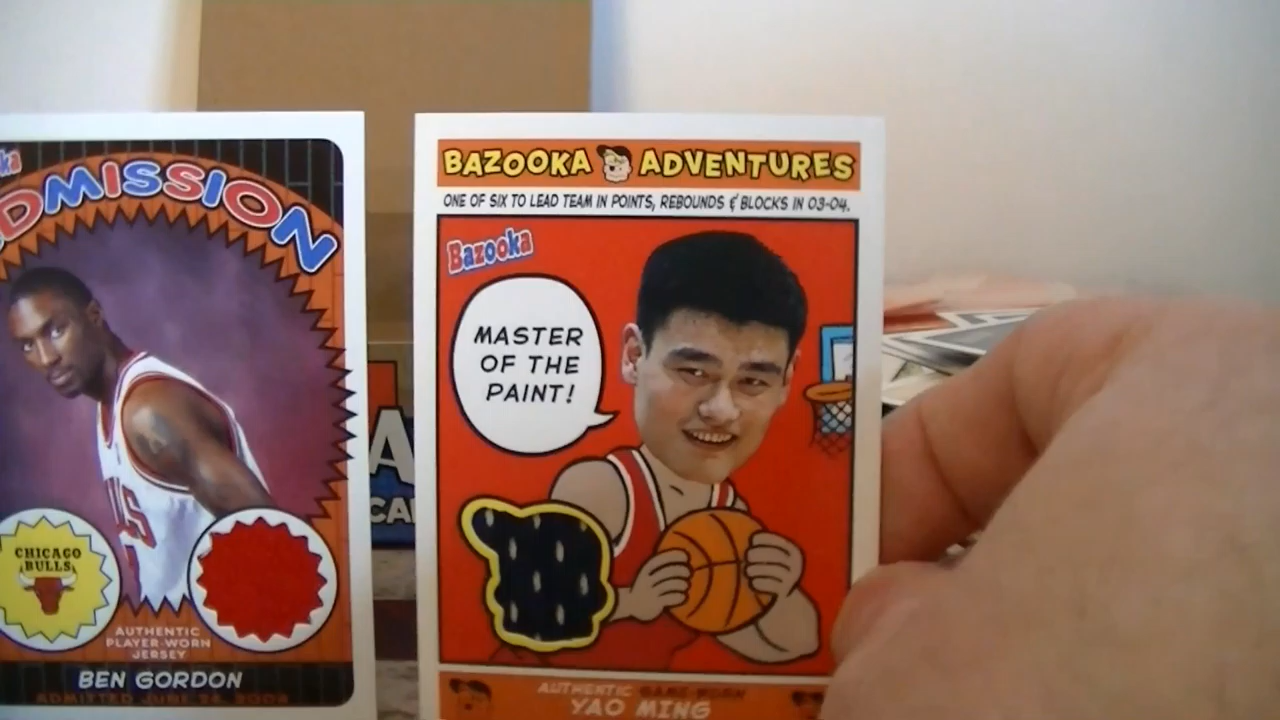 DMISSION
CHICAGO
BULLS
AUTHENTIC
PLAYER-WORN
JERSEY
BEN GORDON
BAZOOKA ADVENTURES
ONE OF SIX TO LEAD TEAM IN POINTS, REBOUNDS & BLOCKS IN 03-04.
Bazooka
MASTER
OF THE
PAINT!
AUTHENTIC GAME-WORN
YAO MING